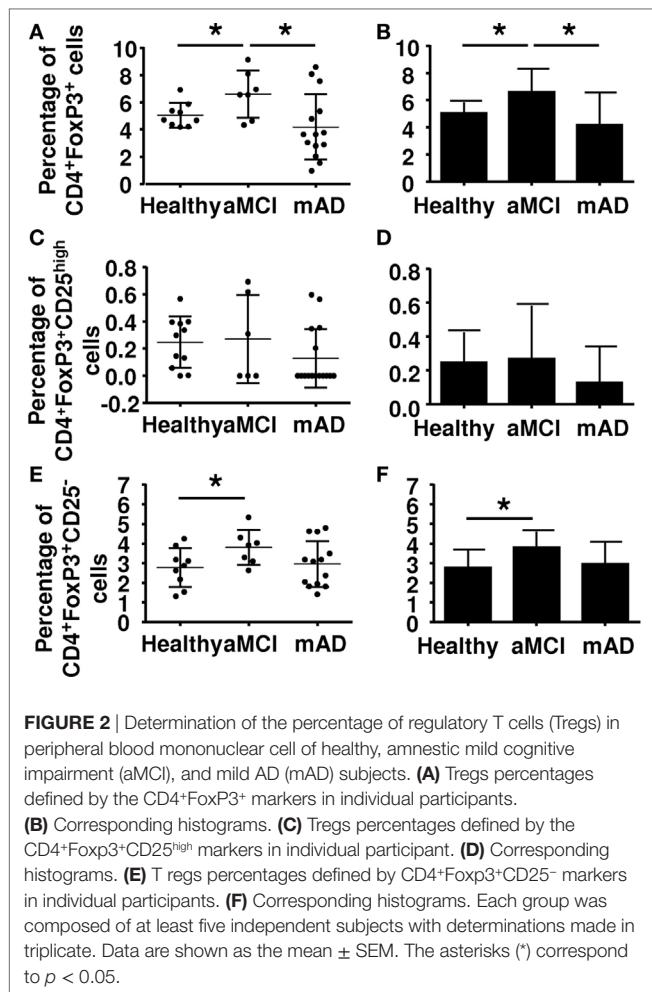 A
Percentage of
CD4+FoxP3+ cells
10
8
6
4
2
0
* *
Healthy aMCI mAD
B
10
8
6
4
2
0
* *
Healthy aMCI mAD
C
Percentage of
CD4+FoxP3+CD25high
cells
0.8
0.6
0.4
0.2
0.0
-0.2
Healthy aMCI mAD
D
0.8
0.6
0.4
0.2
0.0
Healthy aMCI mAD
E
Percentage of
CD4+FoxP3+CD25-
cells
7
6
5
4
3
2
1
0
*
Healthy aMCI mAD
F
7
6
5
4
3
2
1
0
*
Healthy aMCI mAD
FIGURE 2 | Determination of the percentage of regulatory T cells (Tregs) in
peripheral blood mononuclear cell of healthy, amnestic mild cognitive
impairment (aMCI), and mild AD (mAD) subjects. (A) Tregs percentages
defined by the CD4+FoxP3+ markers in individual participants.
(B) Corresponding histograms. (C) Tregs percentages defined by the
CD4+Foxp3+CD25high markers in individual participant. (D) Corresponding
histograms. (E) T regs percentages defined by CD4+Foxp3+CD25− markers
in individual participants. (F) Corresponding histograms. Each group was
composed of at least five independent subjects with determinations made in
triplicate. Data are shown as the mean ± SEM. The asterisks (*) correspond
to p < 0.05.